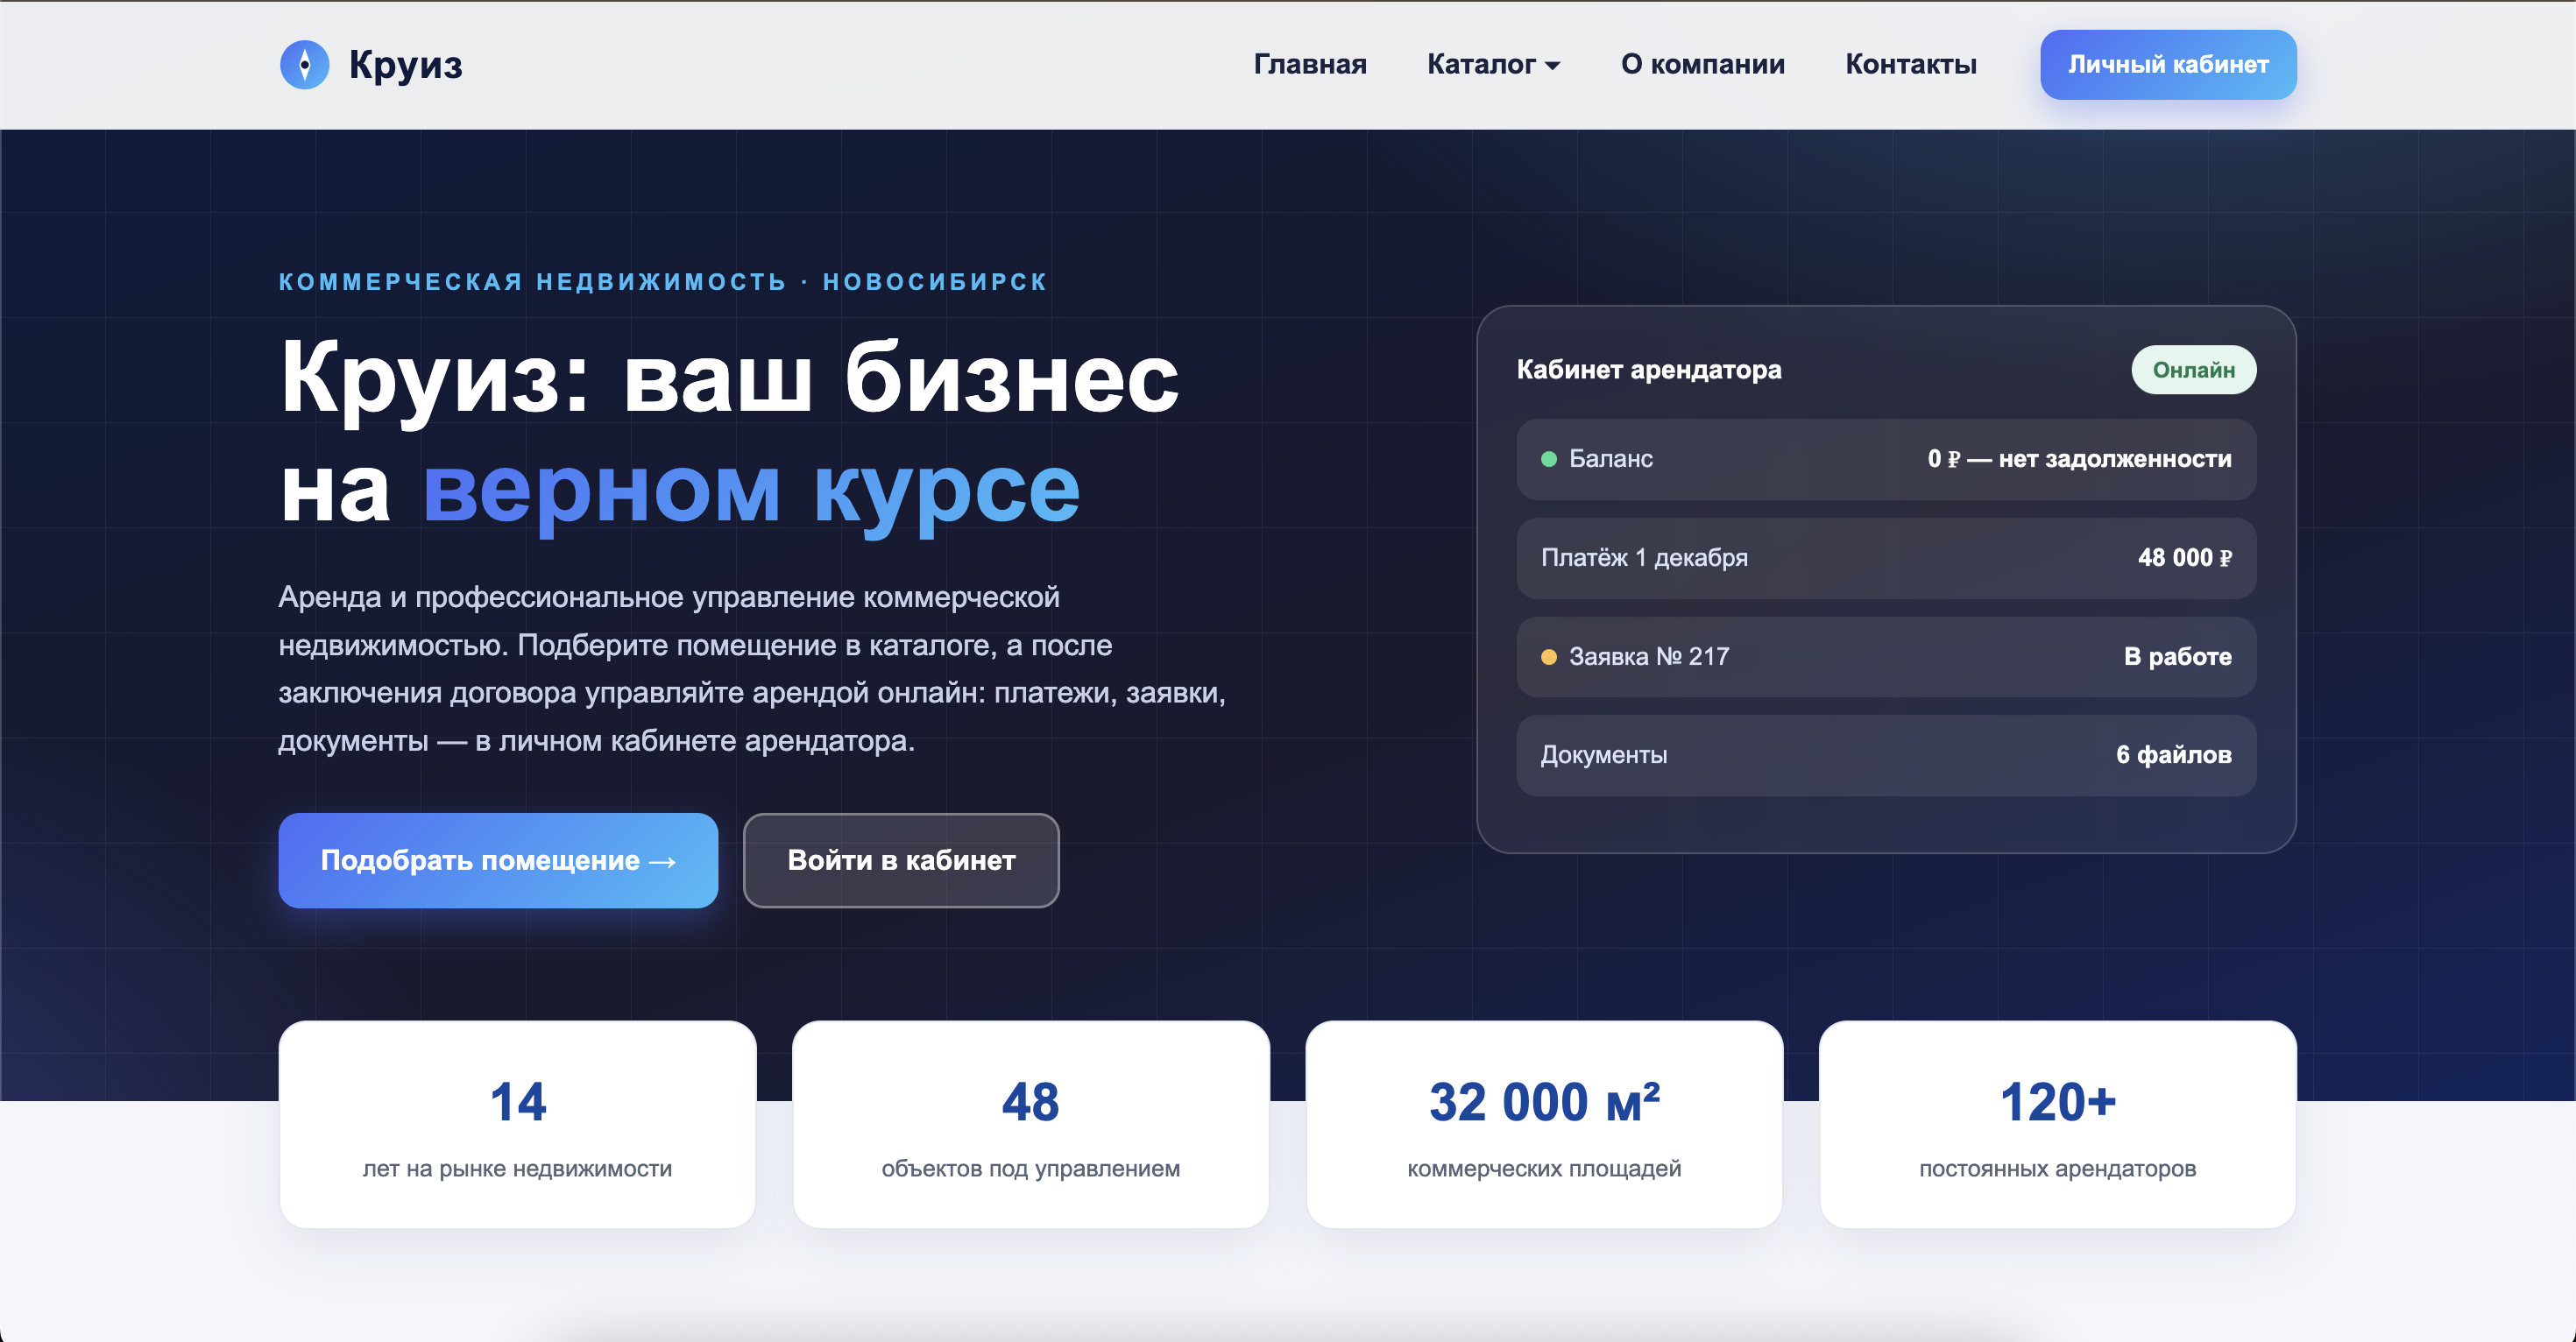 Круиз
Главная
Каталог
О компании
Контакты
Личный кабинет
КОММЕРЧЕСКАЯ НЕДВИЖИМОСТЬ · НОВОСИБИРСК
Круиз: ваш бизнес
на верном курсе
Аренда и профессиональное управление коммерческой
недвижимостью. Подберите помещение в каталоге, а после
заключения договора управляйте арендой онлайн: платежи, заявки,
документы — в личном кабинете арендатора.
Подобрать помещение →
Войти в кабинет
Кабинет арендатора
Онлайн
Баланс
0 ₽ — нет задолженности
Платёж 1 декабря
48 000 ₽
Заявка № 217
В работе
Документы
6 файлов
14
лет на рынке недвижимости
48
объектов под управлением
32 000 м²
коммерческих площадей
120+
постоянных арендаторов